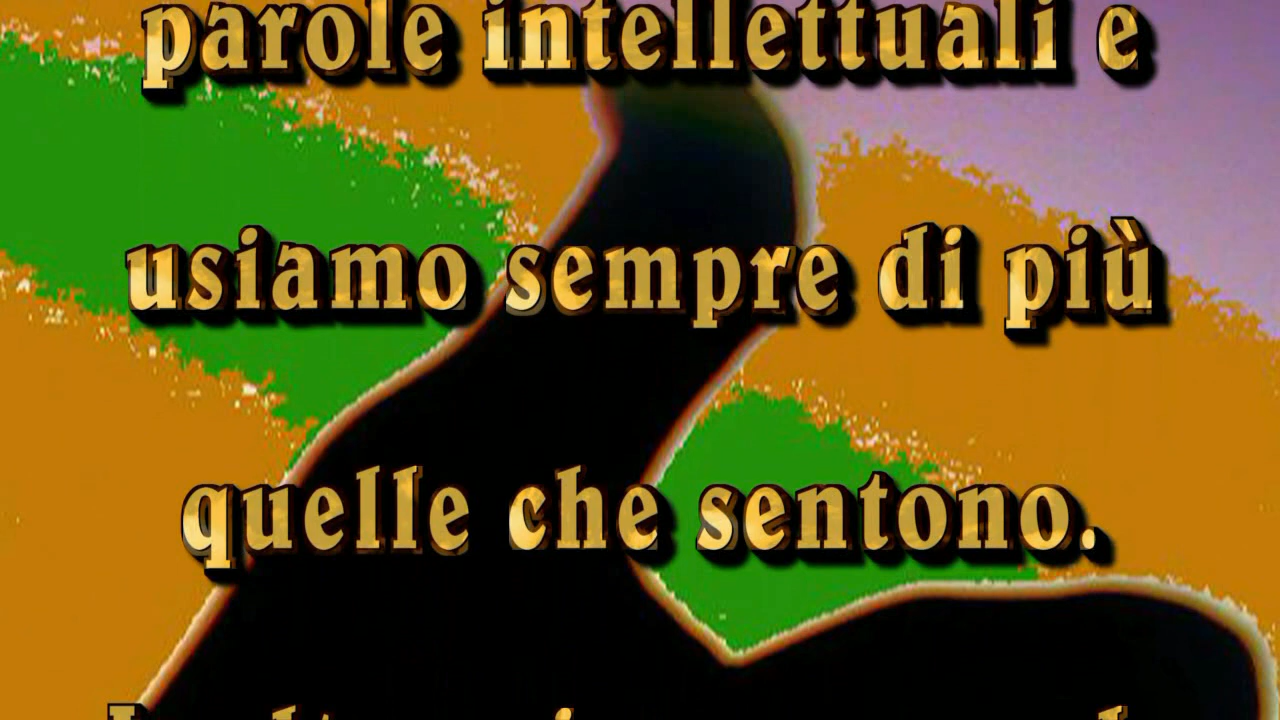 parole intellettuali e
usiamo sempre di più
quelle che sentono.